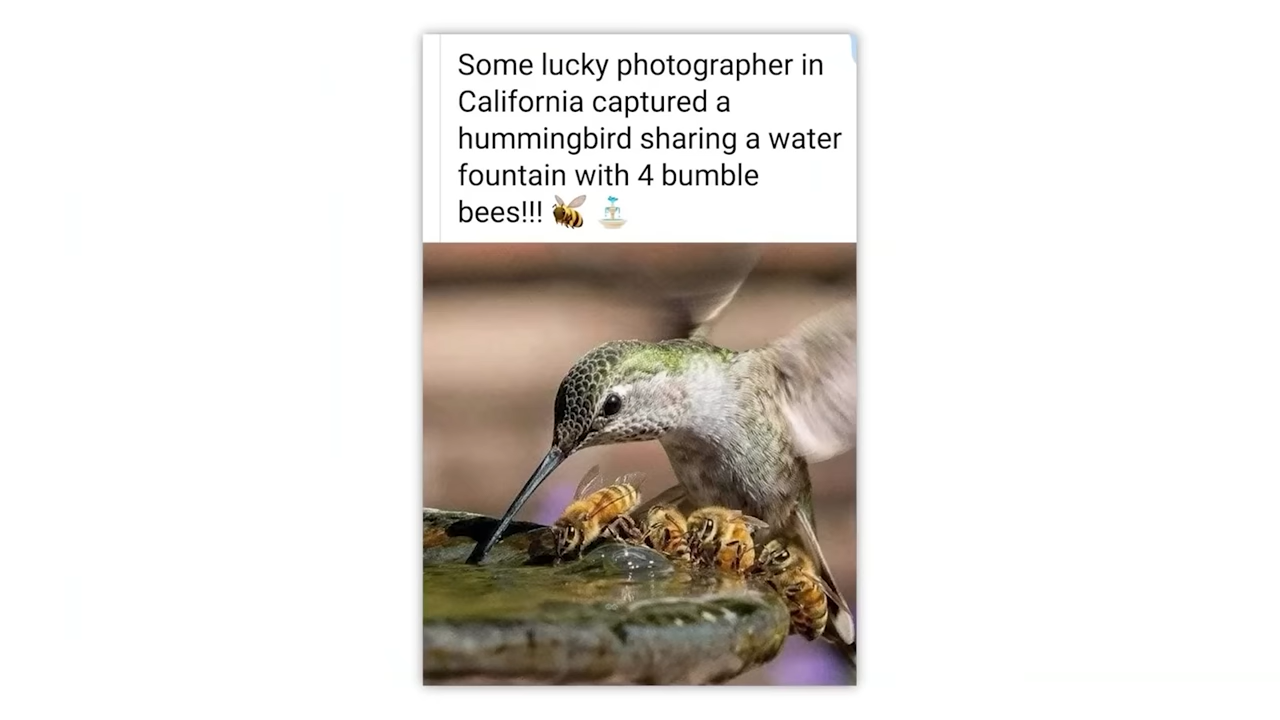 Some lucky photographer in
California captured a
hummingbird sharing a water
fountain with 4 bumble
bees!!! 🐝 ⛲